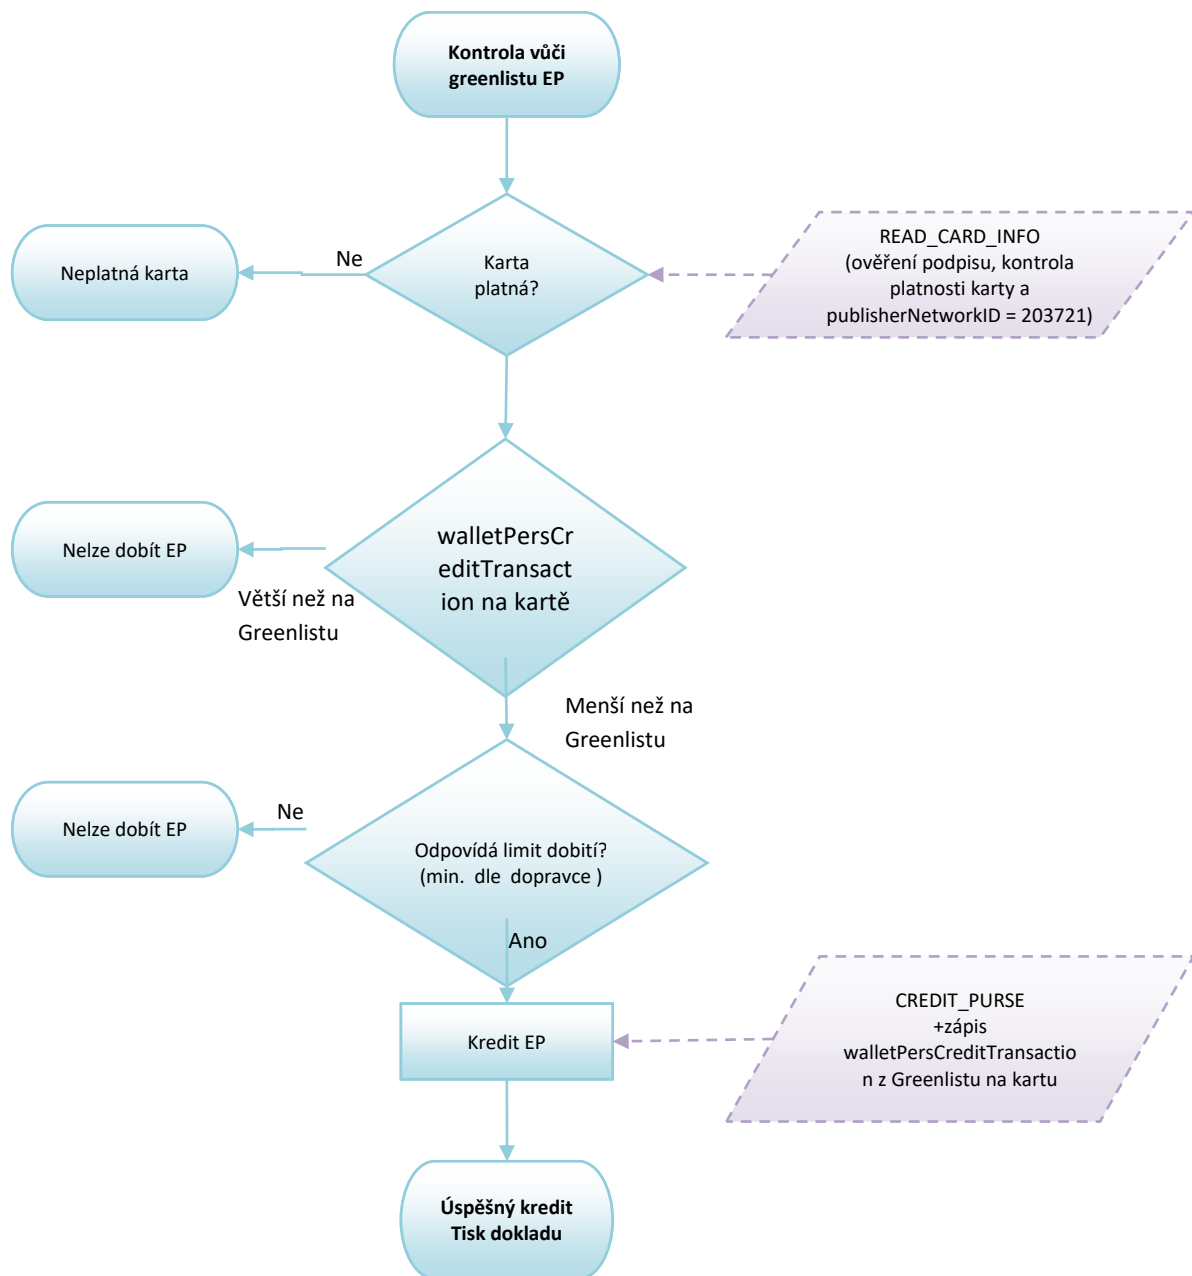 Kontrola vůči
greenlistu EP
Ne
Neplatná karta
Karta
platná?
READ_CARD_INFO
(ověření podpisu, kontrola
platnosti karty a
publisherNetworkID = 203721)
Nelze dobít EP
Větší než na
Greenlistu
walletPersCr
editTransact
ion na kartě
Menší než na
Greenlistu
Nelze dobít EP
Ne
Odpovídá limit dobití?
(min. dle dopravce )
Ano
Kredit EP
CREDIT_PURSE
+zápis
walletPersCreditTransactio
n z Greenlistu na kartu
Úspěšný kredit
Tisk dokladu